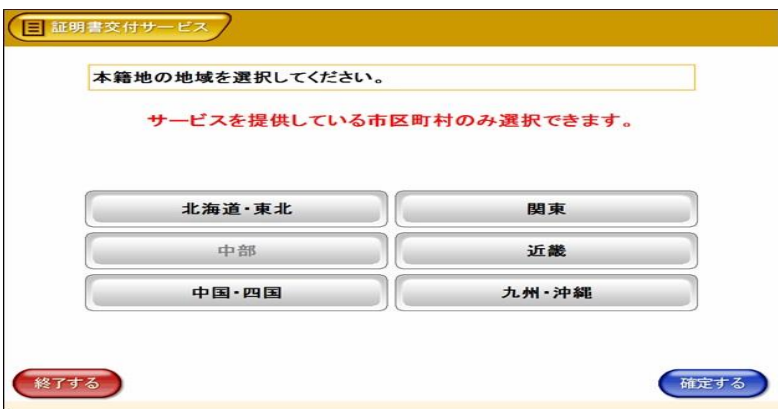 証明書交付サービス
本籍地の地域を選択してください。
サービスを提供している市区町村のみ選択できます。
北海道・東北
関東
中部
近畿
中国・四国
九州・沖縄
終了する
確定する